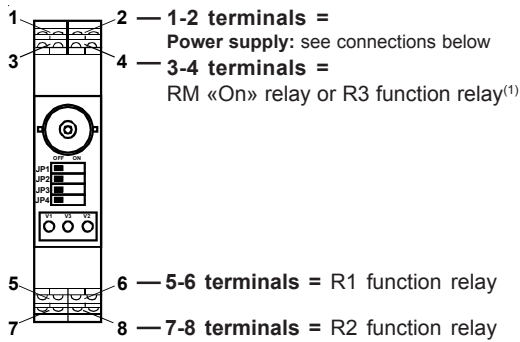 1 2 — 1-2 terminals =
Power supply: see connections below
3 4 — 3-4 terminals =
RM «On» relay or R3 function relay(1)
OFF ON
JP1
JP2
JP3
JP4
V1 V3 V2
5 6 — 5-6 terminals = R1 function relay
7 8 — 7-8 terminals = R2 function relay